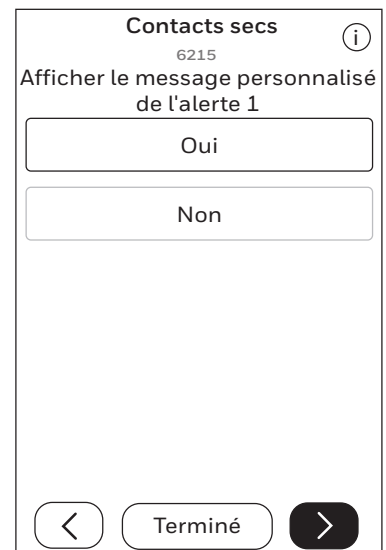 Contacts secs
6215
Afficher le message personnalisé
de l'alerte 1
Oui
Non
Terminé